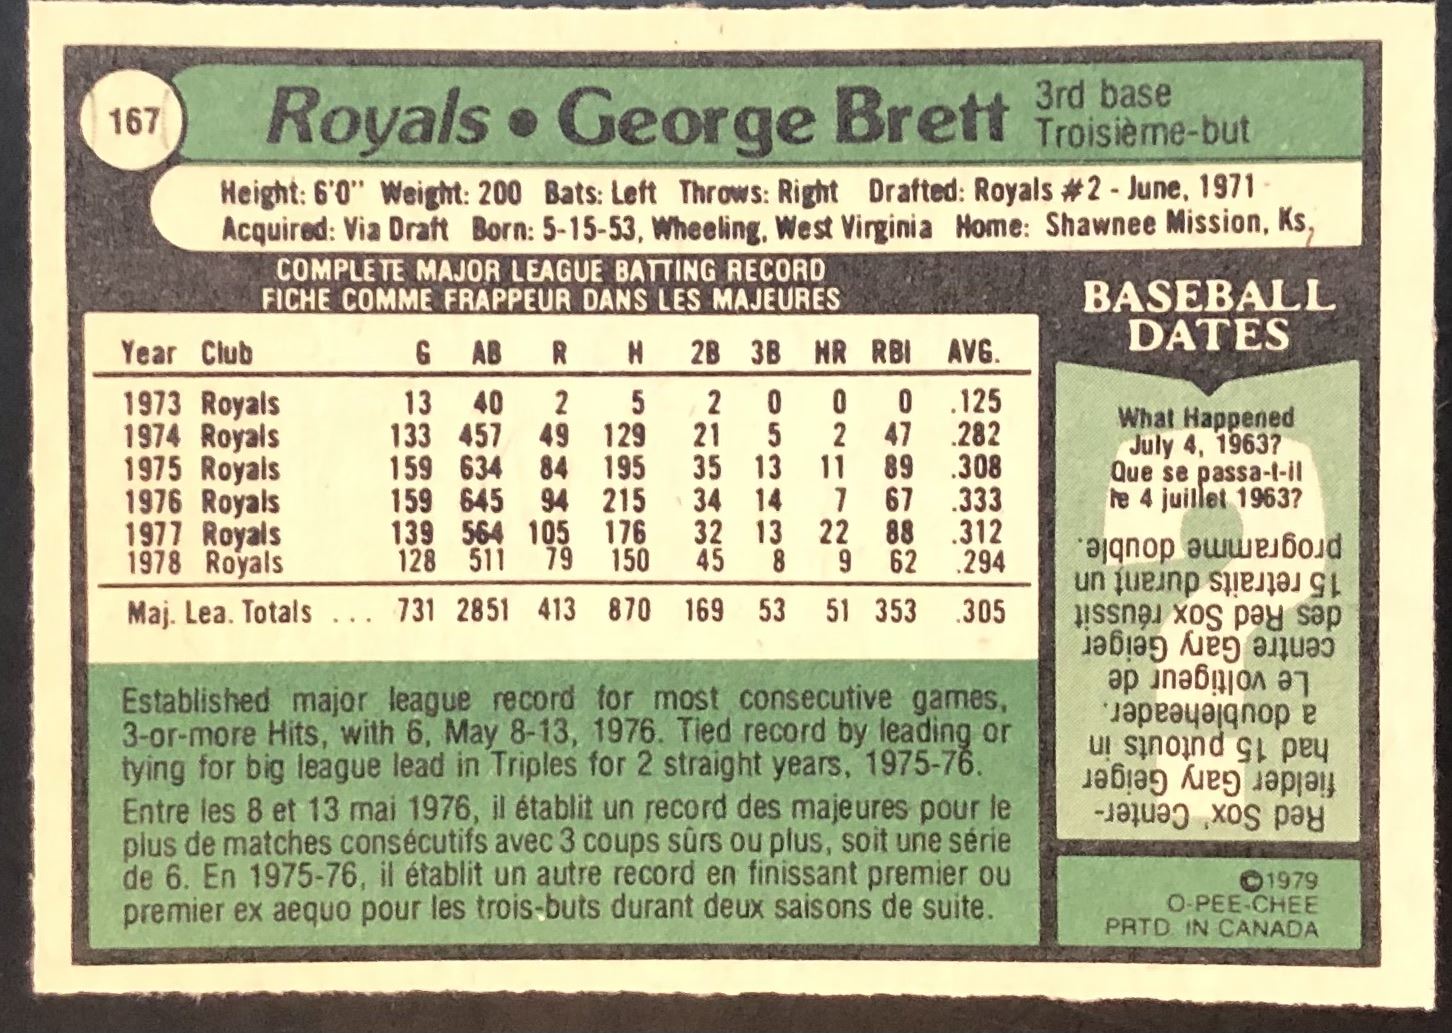 167
Royals • George Brett
3rd base
Troisième-but
Height: 6'0" Weight: 200 Bats: Left Throws: Right Drafted: Royals #2 - June, 1971
Acquired: Via Draft Born: 5-15-53, Wheeling, West Virginia Home: Shawnee Mission, Ks,
COMPLETE MAJOR LEAGUE BATTING RECORD
FICHE COMME FRAPPEUR DANS LES MAJEURES
Year Club G AB R H 2B 3B HR RBI AVG.
1973 Royals 13 40 2 5 2 0 0 0 .125
1974 Royals 133 457 49 129 21 5 2 47 .282
1975 Royals 159 634 84 195 35 13 11 89 .308
1976 Royals 159 645 94 215 34 14 7 67 .333
1977 Royals 139 564 105 176 32 13 22 88 .312
1978 Royals 128 511 79 150 45 8 9 62 .294
Maj. Lea. Totals ... 731 2851 413 870 169 53 51 353 .305
Established major league record for most consecutive games,
3-or-more Hits, with 6, May 8-13, 1976. Tied record by leading or
tying for big league lead in Triples for 2 straight years, 1975-76.
Entre les 8 et 13 mai 1976, il établit un record des majeures pour le
plus de matches consécutifs avec 3 coups sûrs ou plus, soit une série
de 6. En 1975-76, il établit un autre record en finissant premier ou
premier ex aequo pour les trois-buts durant deux saisons de suite.
BASEBALL
DATES
What Happened
July 4, 1963?
Que se passa-t-il
le 4 juillet 1963?
Red Sox' Center-
fielder Gary Geiger
had 15 putouts in
a doubleheader.
Le voltigeur de
centre Gary Geiger
des Red Sox réussit
15 retraits durant un
programme double.
©1979
O-PEE-CHEE
PRTD. IN CANADA